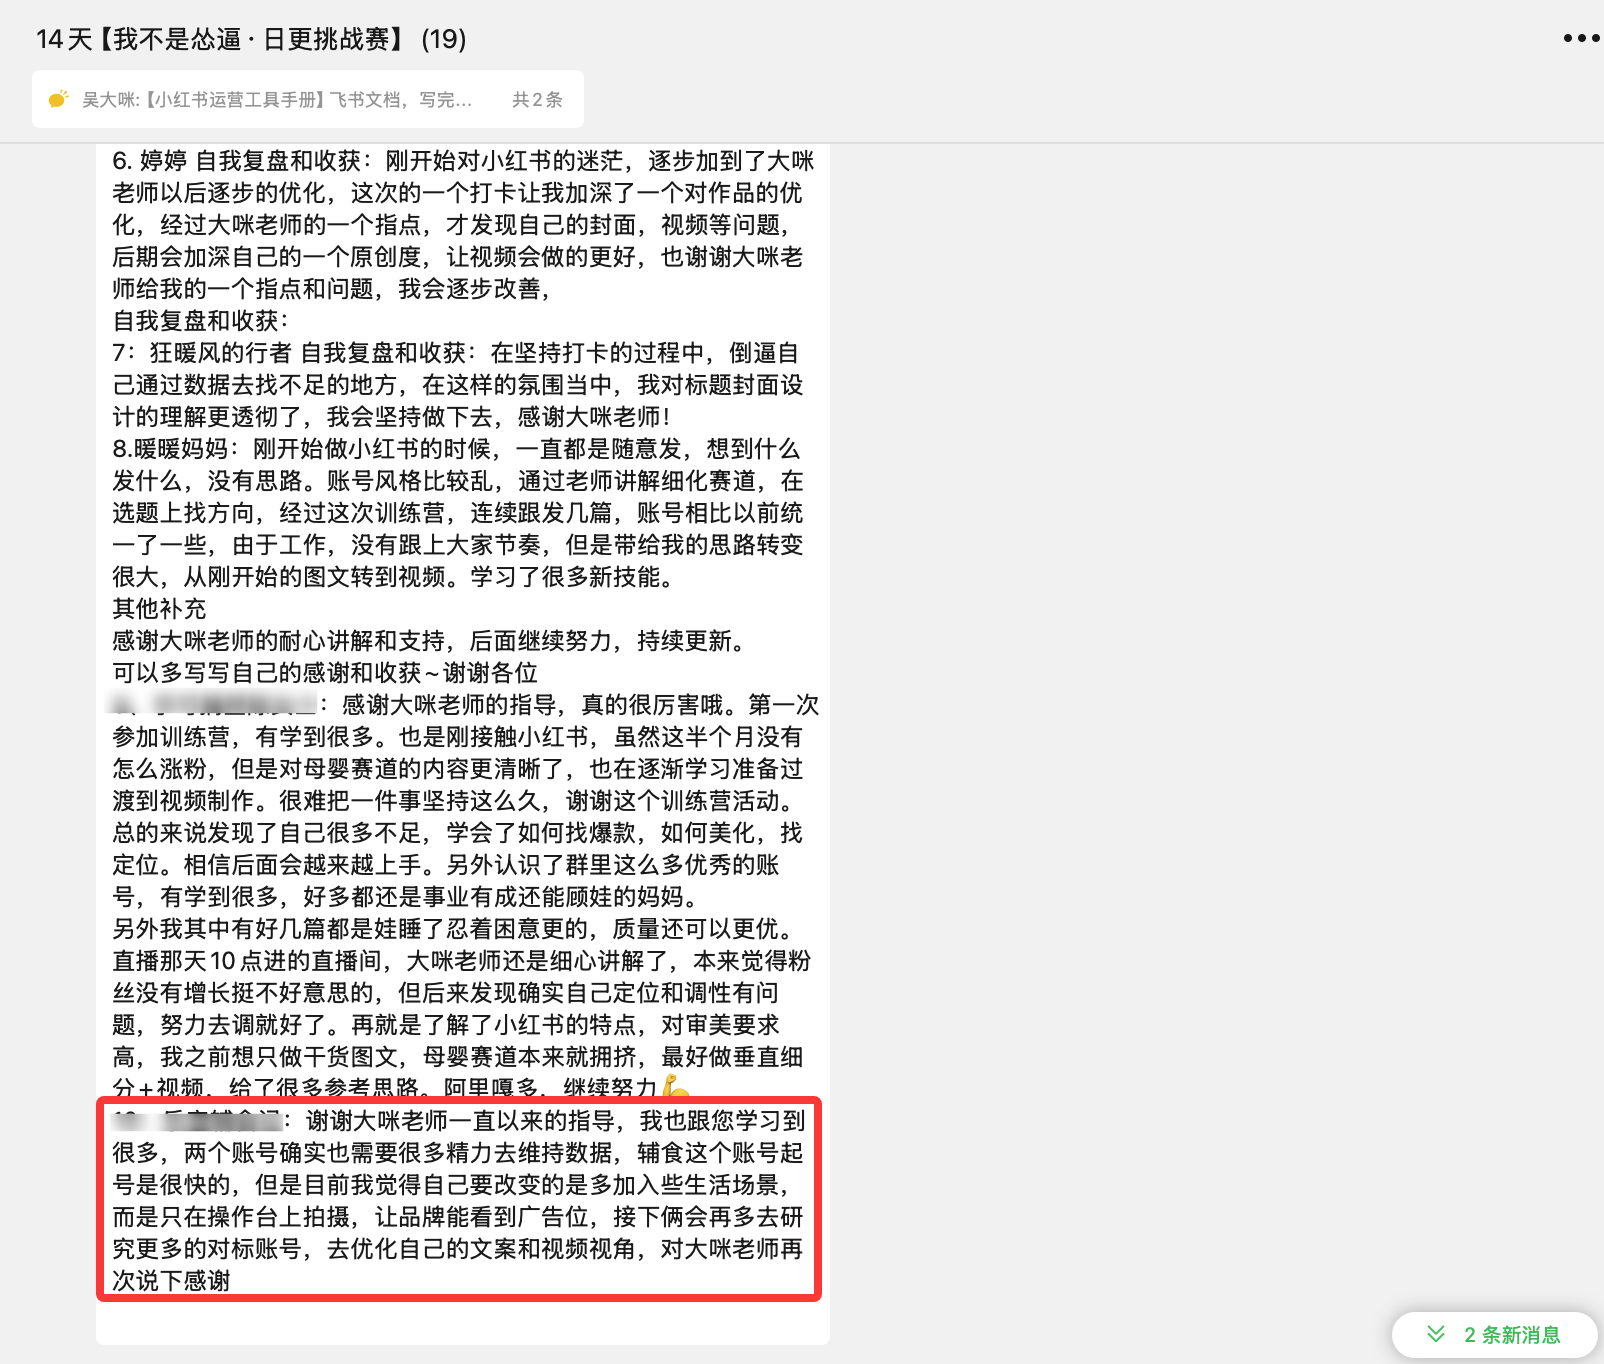 14天【我不是怂逼·日更挑战赛】 (19)
吴大咪:【小红书运营工具手册】飞书文档，写完... 共2条
6. 婷婷 自我复盘和收获：刚开始对小红书的迷茫，逐步加到了大咪
老师以后逐步的优化，这次的一个打卡让我加深了一个对作品的优
化，经过大咪老师的一个指点，才发现自己的封面，视频等问题，
后期会加深自己的一个原创度，让视频会做的更好，也谢谢大咪老
师给我的一个指点和问题，我会逐步改善，
自我复盘和收获：
7：狂暖风的行者 自我复盘和收获：在坚持打卡的过程中，倒逼自
己通过数据去找不足的地方，在这样的氛围当中，我对标题封面设
计的理解更透彻了，我会坚持做下去，感谢大咪老师！
8.暖暖妈妈：刚开始做小红书的时候，一直都是随意发，想到什么
发什么，没有思路。账号风格比较乱，通过老师讲解细化赛道，在
选题上找方向，经过这次训练营，连续跟发几篇，账号相比以前统
一了一些，由于工作，没有跟上大家节奏，但是带给我的思路转变
很大，从刚开始的图文转到视频。学习了很多新技能。
其他补充
感谢大咪老师的耐心讲解和支持，后面继续努力，持续更新。
可以多写写自己的感谢和收获~谢谢各位
：感谢大咪老师的指导，真的很厉害哦。第一次
参加训练营，有学到很多。也是刚接触小红书，虽然这半个月没有
怎么涨粉，但是对母婴赛道的内容更清晰了，也在逐渐学习准备过
渡到视频制作。很难把一件事坚持这么久，谢谢这个训练营活动。
总的来说发现了自己很多不足，学会了如何找爆款，如何美化，找
定位。相信后面会越来越上手。另外认识了群里这么多优秀的账
号，有学到很多，好多都还是事业有成还能顾娃的妈妈。
另外我其中有好几篇都是娃睡了忍着困意更的，质量还可以更优。
直播那天10点进的直播间，大咪老师还是细心讲解了，本来觉得粉
丝没有增长挺不好意思的，但后来发现确实自己定位和调性有问
题，努力去调就好了。再就是了解了小红书的特点，对审美要求
高，我之前想只做干货图文，母婴赛道本来就拥挤，最好做垂直细
分+视频，给了很多参考思路。阿里嘎多，继续努力💪
：谢谢大咪老师一直以来的指导，我也跟您学习到
很多，两个账号确实也需要很多精力去维持数据，辅食这个账号起
号是很快的，但是目前我觉得自己要改变的是多加入些生活场景，
而是只在操作台上拍摄，让品牌能看到广告位，接下俩会再多去研
究更多的对标账号，去优化自己的文案和视频视角，对大咪老师再
次说下感谢
2 条新消息